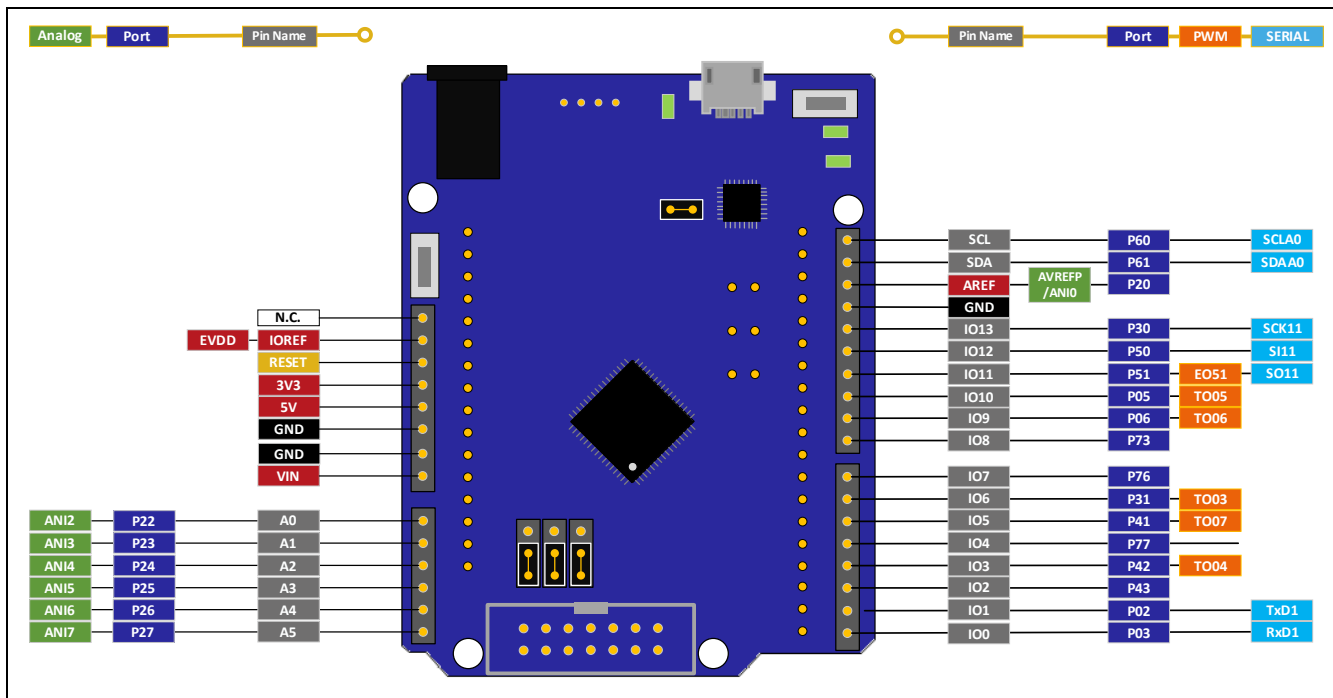 Analog Port Pin Name
Pin Name Port PWM SERIAL
SCL P60 SCLA0
SDA P61 SDAA0
AREF AVREFP
/ANI0 P20
GND
IO13 P30 SCK11
IO12 P50 SI11
IO11 P51 EO51 SO11
IO10 P05 TO05
IO9 P06 TO06
IO8 P73
IO7 P76
IO6 P31 TO03
IO5 P41 TO07
IO4 P77
IO3 P42 TO04
IO2 P43
IO1 P02 TxD1
IO0 P03 RxD1
N.C.
EVDD IOREF
RESET
3V3
5V
GND
GND
VIN
ANI2 P22 A0
ANI3 P23 A1
ANI4 P24 A2
ANI5 P25 A3
ANI6 P26 A4
ANI7 P27 A5